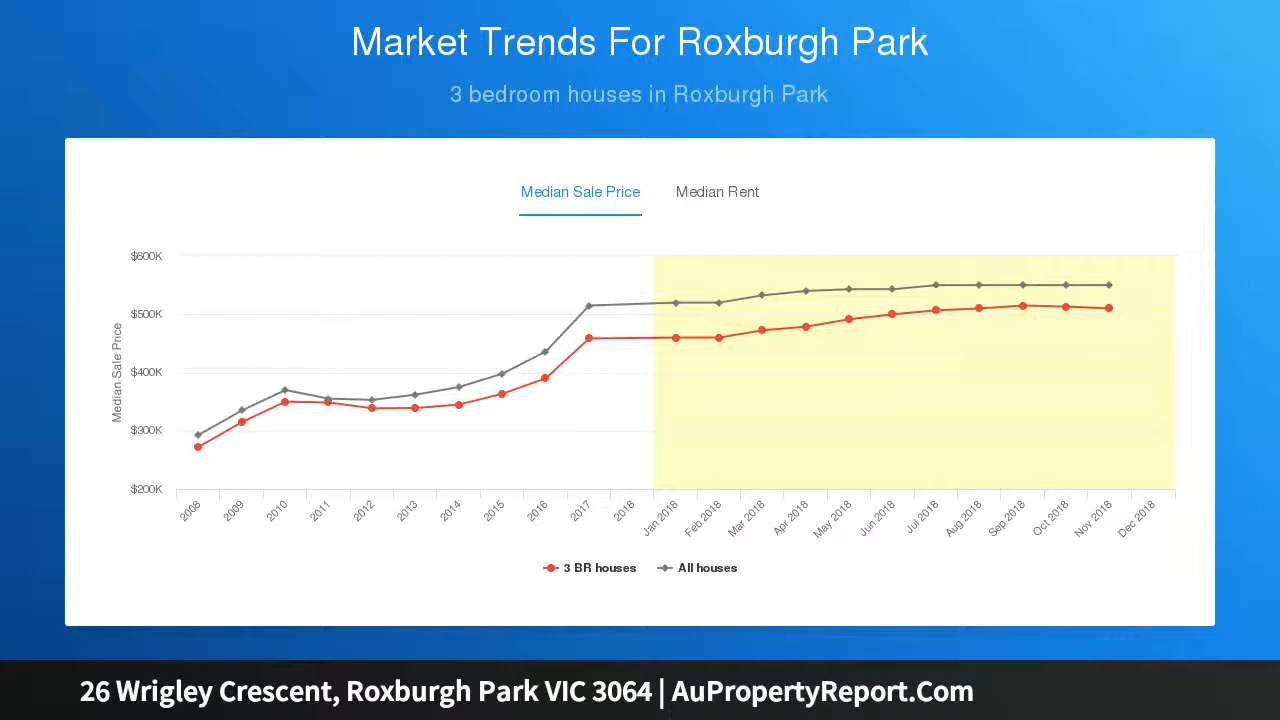 Market Trends For Roxburgh Park
3 bedroom houses in Roxburgh Park
Median Sale Price
Median Rent
Median Sale Price
$600K
$500K
$400K
$300K
$200K
2008
2009
2010
2011
2012
2013
2014
2015
2016
2017
2018
Jan 2018
Feb 2018
Mar 2018
Apr 2018
May 2018
Jun 2018
Jul 2018
Aug 2018
Sep 2018
Oct 2018
Nov 2018
Dec 2018
3 BR houses
All houses
26 Wrigley Crescent, Roxburgh Park VIC 3064 | AuPropertyReport.Com